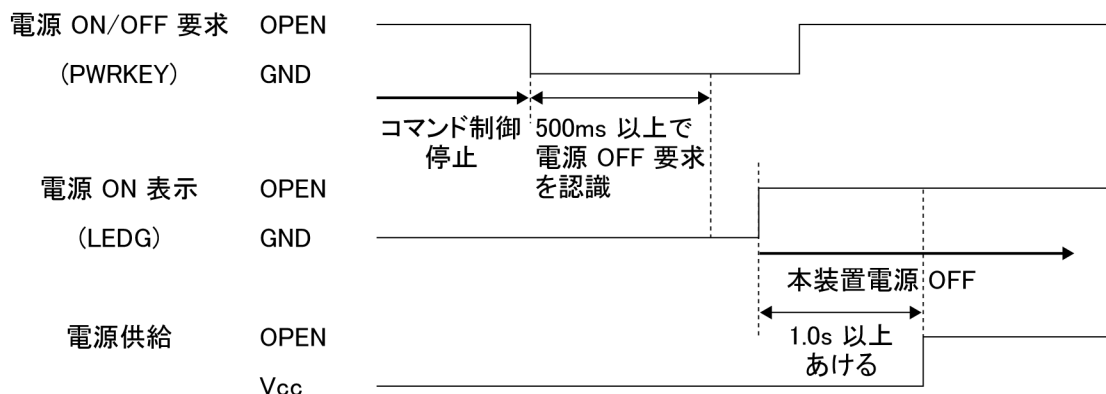 電源 ON/OFF 要求 OPEN
(PWRKEY) GND
コマンド制御
停止
500ms 以上で
電源 OFF 要求
を認識
電源 ON 表示 OPEN
(LEDG) GND
本装置電源 OFF
電源供給 OPEN
1.0s 以上
あける
Vcc